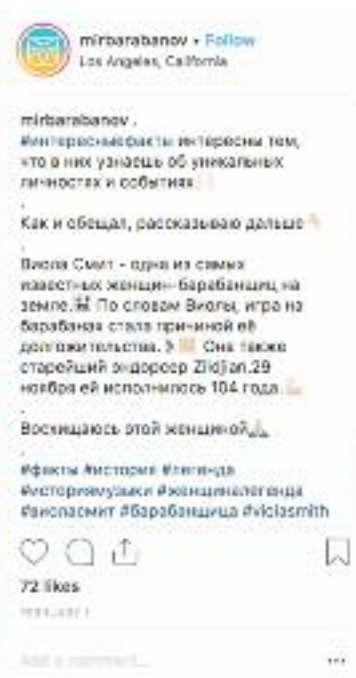 mirbarabanov • Follow
Los Angeles, California
mirbarabanov .
#интересныефакты интересны тем,
что в них узнаешь об уникальных
личностях и событиях
.
Как и обещал, рассказываю дальше
.
Виола Смит - одна из самых
известных женщин-барабанщиц на
земле. По словам Виолы, игра на
барабанах стала причиной её
долгожительства. Она также
старейший эндорсер Zildjian.29
ноября ей исполнилось 104 года.
.
Восхищаюсь этой женщиной
.
#факты #история #легенда
#историямузыки #женщиналегенда
#виоласмит #барабанщица #violasmith
72 likes
Add a comment...